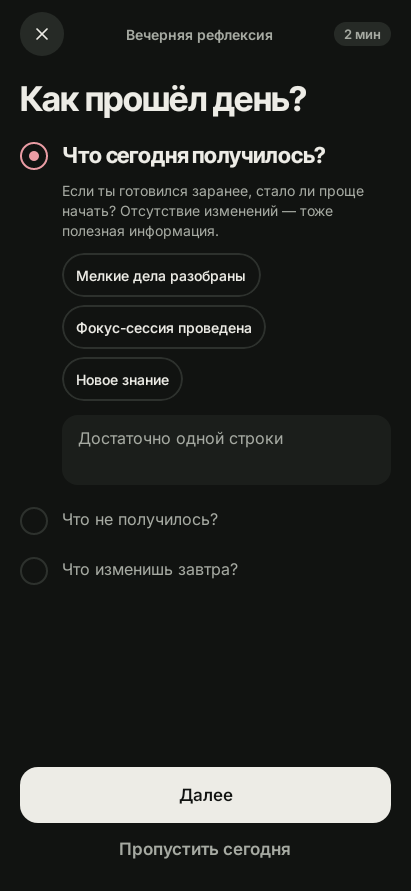 Вечерняя рефлексия
2 мин
Как прошёл день?
Что сегодня получилось?
Если ты готовился заранее, стало ли проще
начать? Отсутствие изменений — тоже
полезная информация.
Мелкие дела разобраны
Фокус-сессия проведена
Новое знание
Достаточно одной строки
Что не получилось?
Что изменишь завтра?
Далее
Пропустить сегодня